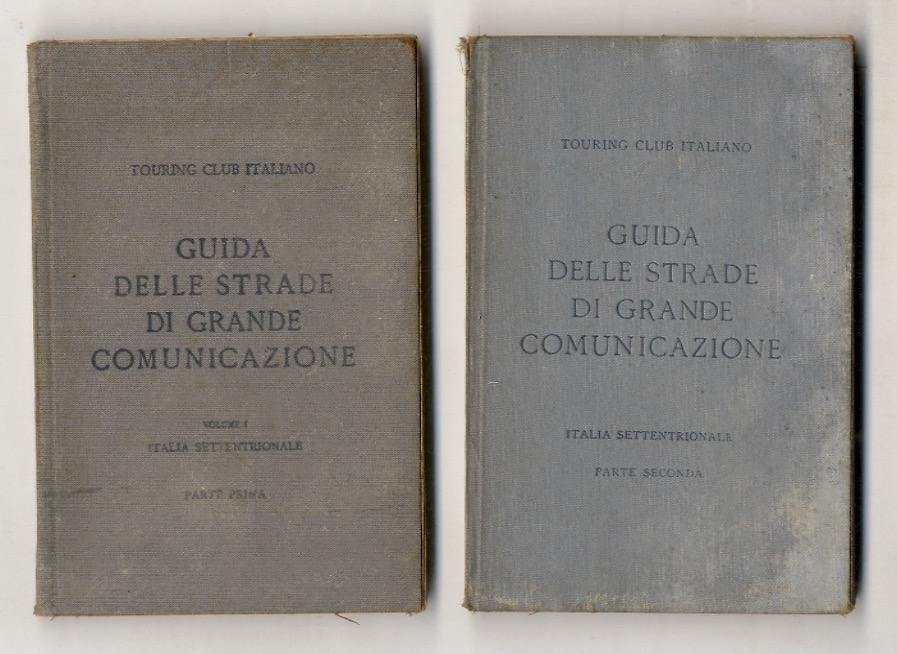 TOURING CLUB ITALIANO
GUIDA
DELLE STRADE
DI GRANDE
COMUNICAZIONE
VOLUME I
ITALIA SETTENTRIONALE
PARTE PRIMA
TOURING CLUB ITALIANO
GUIDA
DELLE STRADE
DI GRANDE
COMUNICAZIONE
ITALIA SETTENTRIONALE
PARTE SECONDA